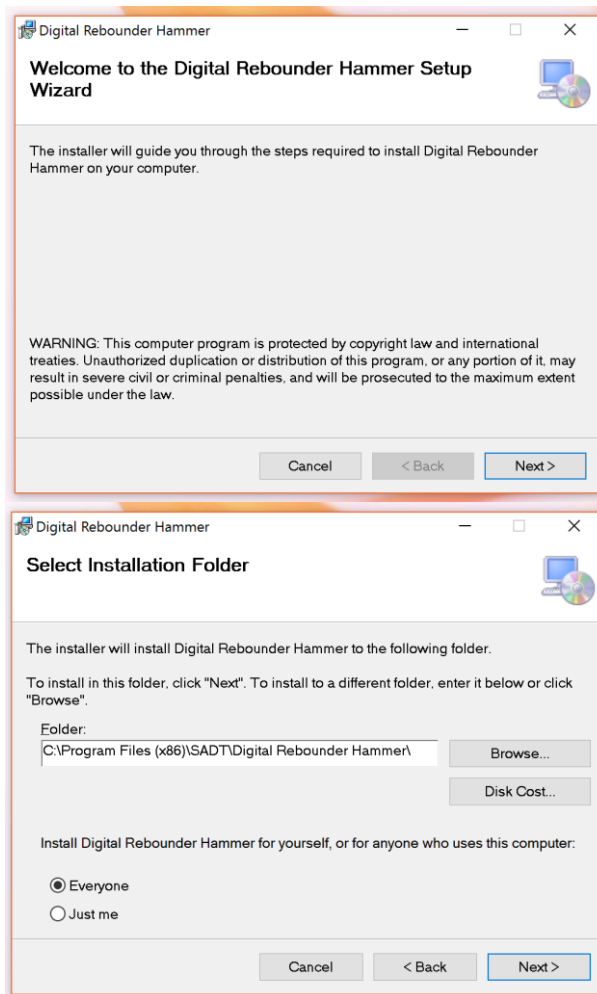 Digital Rebounder Hammer
Welcome to the Digital Rebounder Hammer Setup
Wizard
The installer will guide you through the steps required to install Digital Rebounder
Hammer on your computer.
WARNING: This computer program is protected by copyright law and international
treaties. Unauthorized duplication or distribution of this program, or any portion of it, may
result in severe civil or criminal penalties, and will be prosecuted to the maximum extent
possible under the law.
Cancel < Back Next >
Digital Rebounder Hammer
Select Installation Folder
The installer will install Digital Rebounder Hammer to the following folder.
To install in this folder, click "Next". To install to a different folder, enter it below or click
"Browse".
Folder:
C:\Program Files (x86)\SADT\Digital Rebounder Hammer\ Browse...
Disk Cost...
Install Digital Rebounder Hammer for yourself, or for anyone who uses this computer:
Everyone
Just me
Cancel < Back Next >